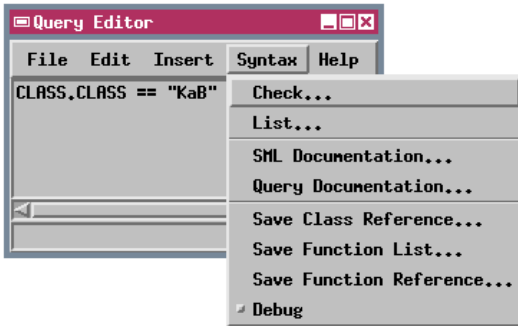 Query Editor
File Edit Insert Syntax Help
CLASS.CLASS == "KaB"
Check...
List...
SML Documentation...
Query Documentation...
Save Class Reference...
Save Function List...
Save Function Reference...
Debug